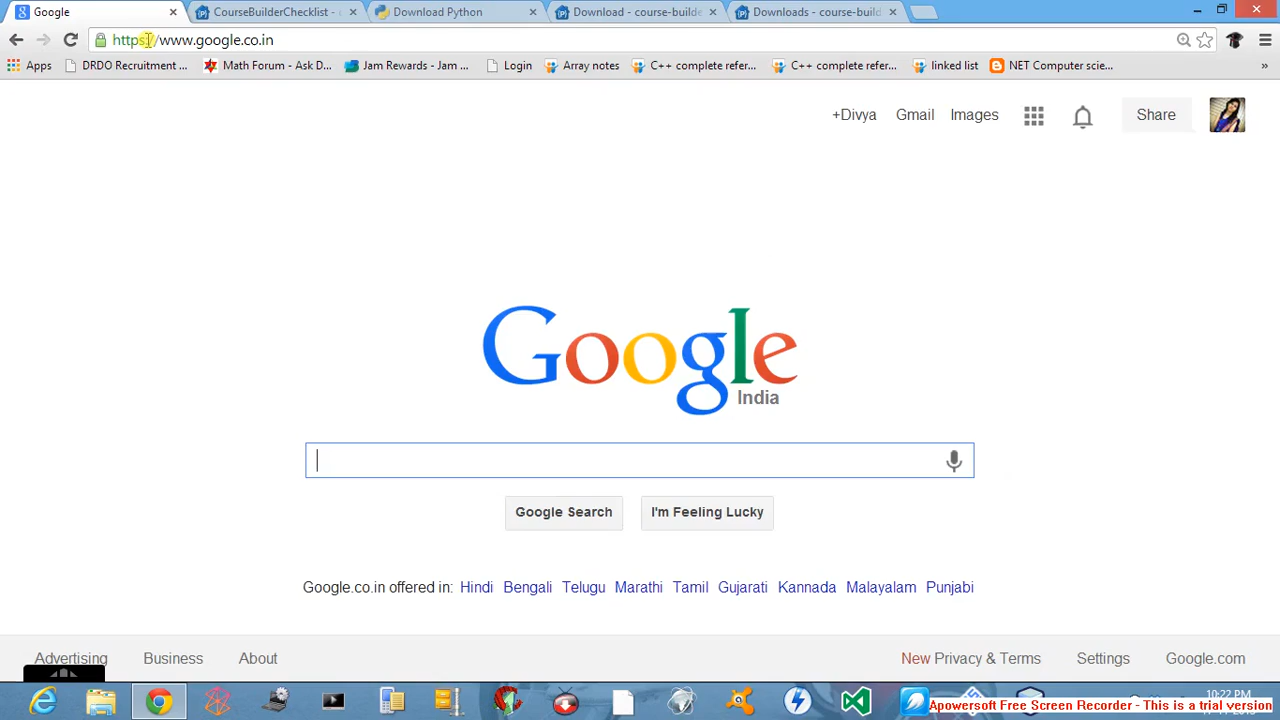 Google
CourseBuilderChecklist - c
Download Python
Download - course-builde
Downloads - course-build
https://www.google.co.in
Apps
DRDO Recruitment ...
Math Forum - Ask D...
Jam Rewards - Jam ...
Login
Array notes
C++ complete refer...
C++ complete refer...
linked list
NET Computer scie...
»
+Divya Gmail Images Share
Google
India
Google Search
I'm Feeling Lucky
Google.co.in offered in: Hindi Bengali Telugu Marathi Tamil Gujarati Kannada Malayalam Punjabi
Advertising Business About New Privacy & Terms Settings Google.com
10:22 PM
Apowersoft Free Screen Recorder - This is a trial version